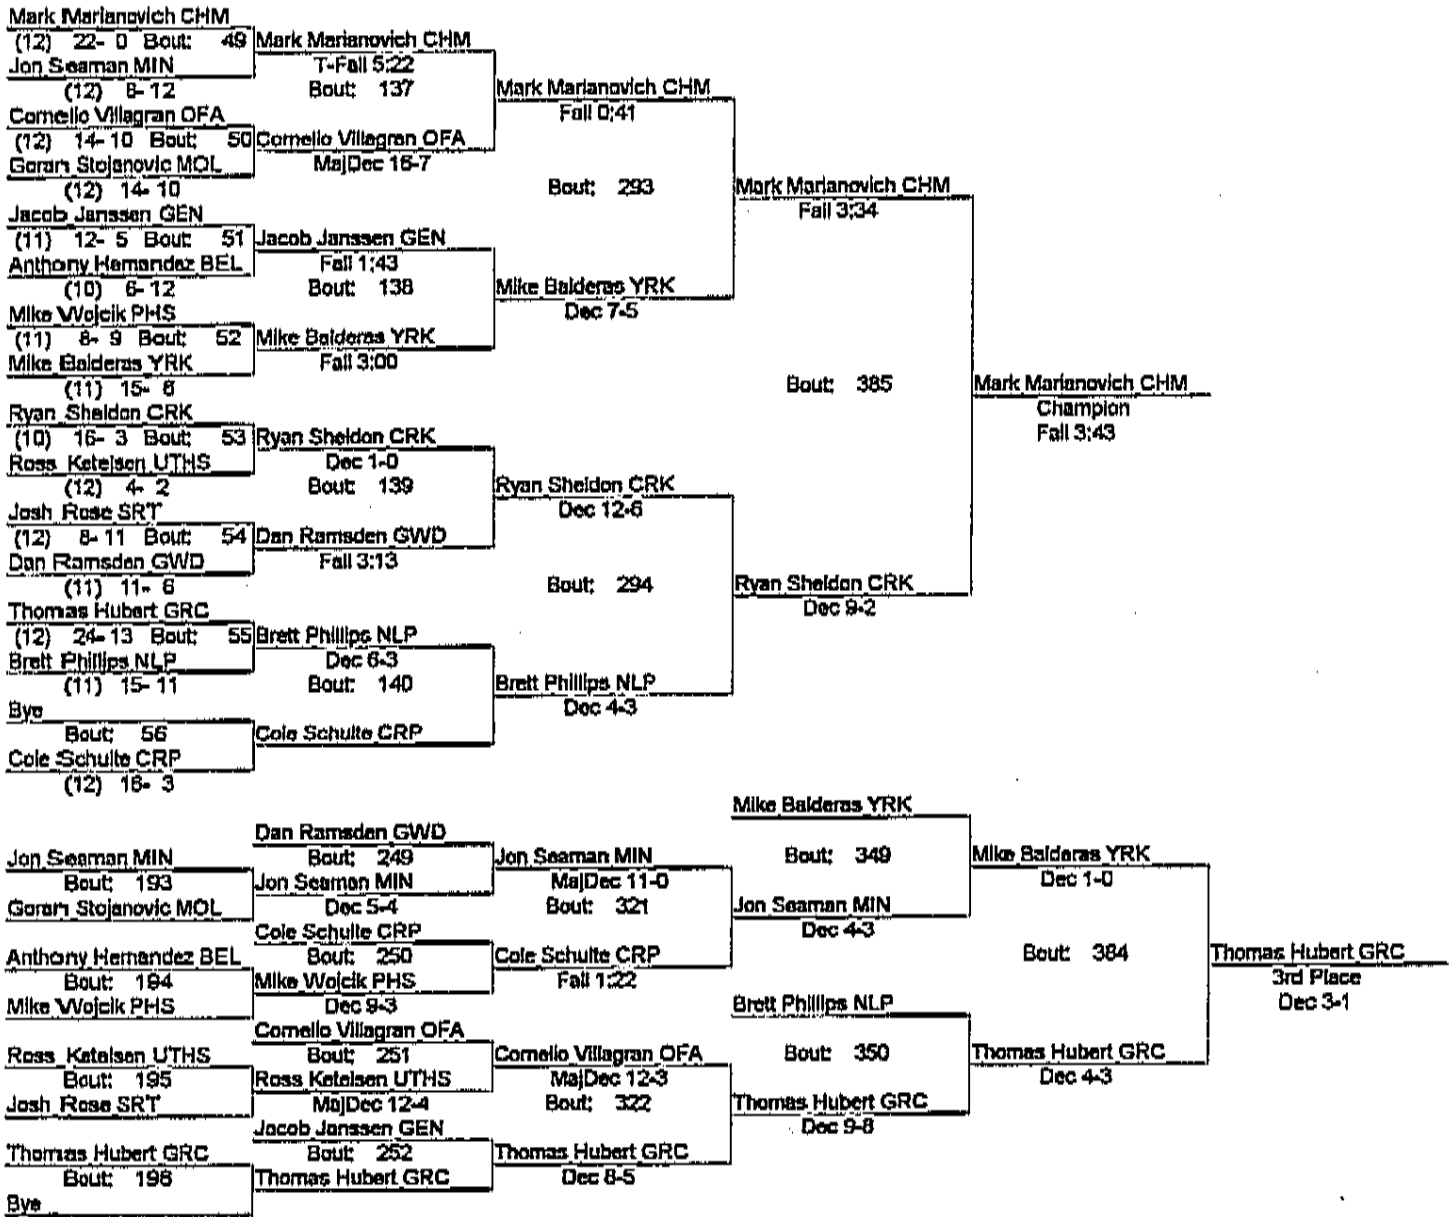 Mark Marianovich CHM
(12) 22- 0 Bout: 49 Mark Marianovich CHM
Jon Seaman MIN T-Fall 5:22
(12) 8- 12 Bout: 137 Mark Marianovich CHM
Cornelio Villagran OFA Fall 0:41
(12) 14- 10 Bout: 50 Cornelio Villagran OFA
Goran Stojanovic MOL MajDec 16-7
(12) 14- 10 Bout: 293 Mark Marianovich CHM
Jacob Janssen GEN Fall 3:34
(11) 12- 5 Bout: 51 Jacob Janssen GEN
Anthony Hernandez BEL Fall 1:43
(10) 6- 12 Bout: 138 Mike Balderas YRK
Mike Wojcik PHS Dec 7-5
(11) 8- 9 Bout: 52 Mike Balderas YRK
Mike Balderas YRK Fall 3:00
(11) 15- 6 Bout: 385 Mark Marianovich CHM
Ryan Sheldon CRK Champion
(10) 16- 3 Bout: 53 Ryan Sheldon CRK Fall 3:43
Ross Ketelsen UTHS Dec 1-0
(12) 4- 2 Bout: 139 Ryan Sheldon CRK
Josh Rose SRT Dec 12-6
(12) 8- 11 Bout: 54 Dan Ramsden GWD
Dan Ramsden GWD Fall 3:13
(11) 11- 6 Bout: 294 Ryan Sheldon CRK
Thomas Hubert GRC Dec 9-2
(12) 24- 13 Bout: 55 Brett Phillips NLP
Brett Phillips NLP Dec 6-3
(11) 15- 11 Bout: 140 Brett Phillips NLP
Bye Dec 4-3
Bout: 56 Cole Schulte CRP
Cole Schulte CRP
(12) 16- 3
Mike Balderas YRK
Dan Ramsden GWD
Jon Seaman MIN Bout: 249 Jon Seaman MIN Bout: 349 Mike Balderas YRK
Bout: 193 Jon Seaman MIN MajDec 11-0 Dec 1-0
Goran Stojanovic MOL Dec 5-4 Bout: 321 Jon Seaman MIN
Cole Schulte CRP Dec 4-3
Anthony Hernandez BEL Bout: 250 Cole Schulte CRP Bout: 384 Thomas Hubert GRC
Bout: 194 Mike Wojcik PHS Fall 1:22 3rd Place
Mike Wojcik PHS Dec 9-3 Brett Phillips NLP Dec 3-1
Cornelio Villagran OFA
Ross Ketelsen UTHS Bout: 251 Cornelio Villagran OFA Bout: 350 Thomas Hubert GRC
Bout: 195 Ross Ketelsen UTHS MajDec 12-3 Dec 4-3
Josh Rose SRT MajDec 12-4 Bout: 322 Thomas Hubert GRC
Jacob Janssen GEN Dec 9-8
Thomas Hubert GRC Bout: 252 Thomas Hubert GRC
Bout: 196 Thomas Hubert GRC Dec 8-5
Bye